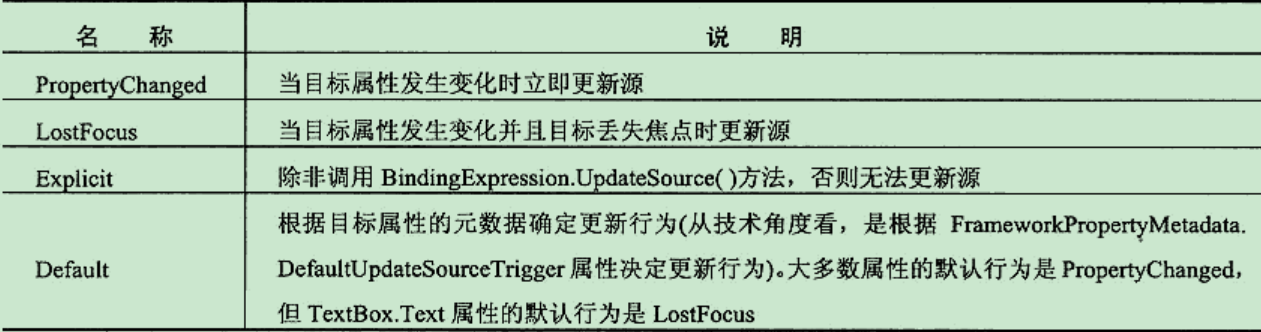 名 称 说 明
PropertyChanged 当目标属性发生变化时立即更新源
LostFocus 当目标属性发生变化并且目标丢失焦点时更新源
Explicit 除非调用 BindingExpression.UpdateSource( )方法，否则无法更新源
根据目标属性的元数据确定更新行为(从技术角度看，是根据 FrameworkPropertyMetadata.
Default DefaultUpdateSourceTrigger 属性决定更新行为)。大多数属性的默认行为是 PropertyChanged，
但 TextBox.Text 属性的默认行为是 LostFocus